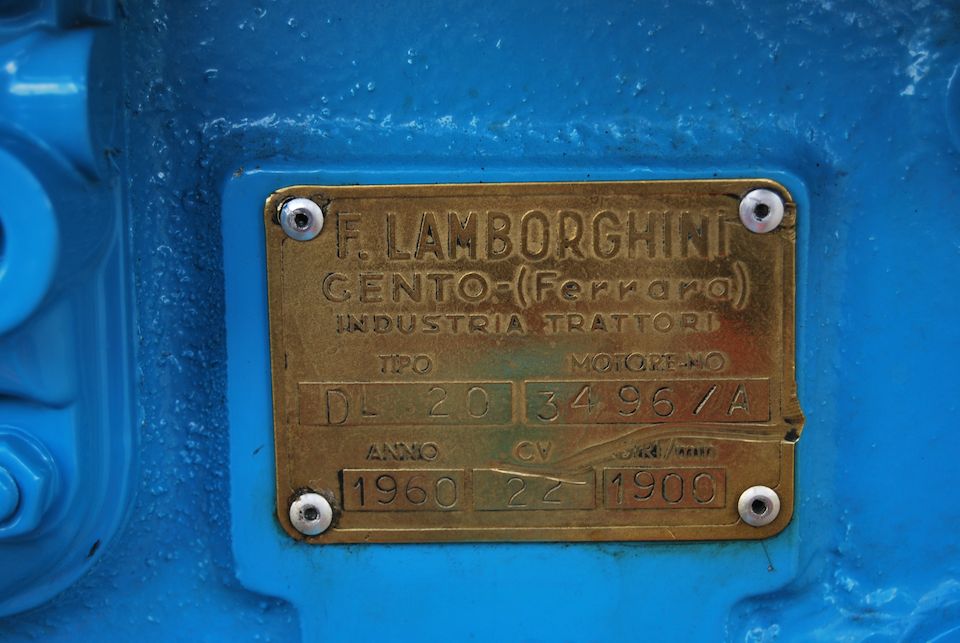 F. LAMBORGHINI
CENTO-(Ferrara)
INDUSTRIA TRATTORI
TIPO MOTORE-NO
DL 20 3496/A
ANNO CV
1960 22 1900